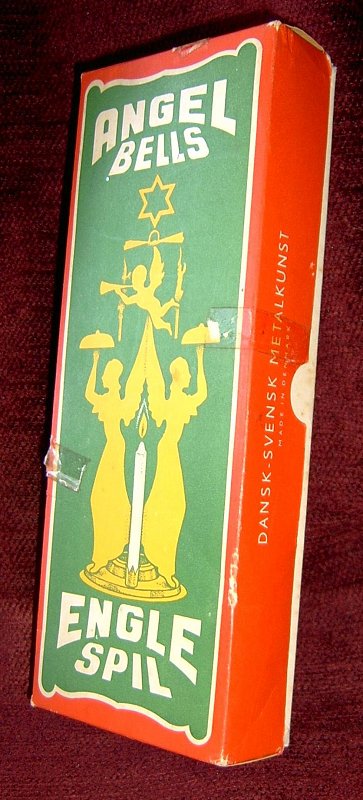 ANGEL
BELLS
ENGLE
SPIL
DANSK-SVENSK METALKUNST
MADE IN DENMARK